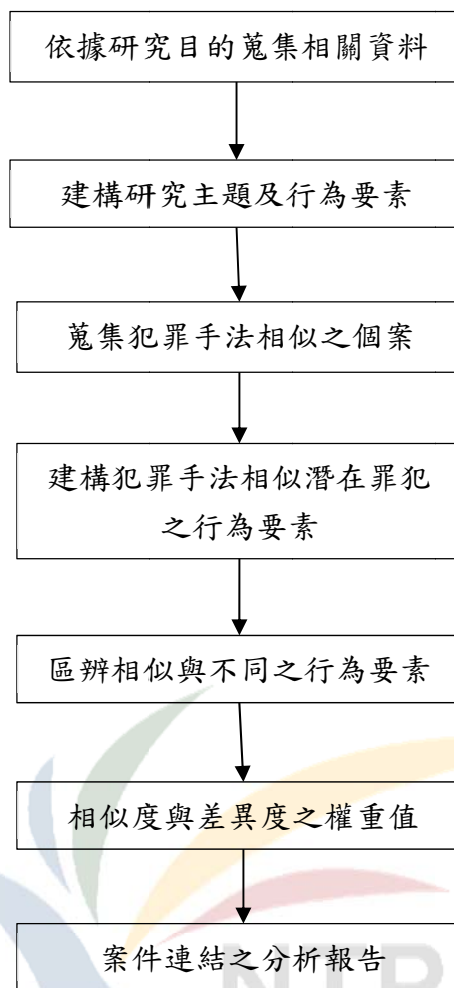 依據研究目的蒐集相關資料
建構研究主題及行為要素
蒐集犯罪手法相似之個案
建構犯罪手法相似潛在罪犯
之行為要素
區辨相似與不同之行為要素
相似度與差異度之權重值
案件連結之分析報告